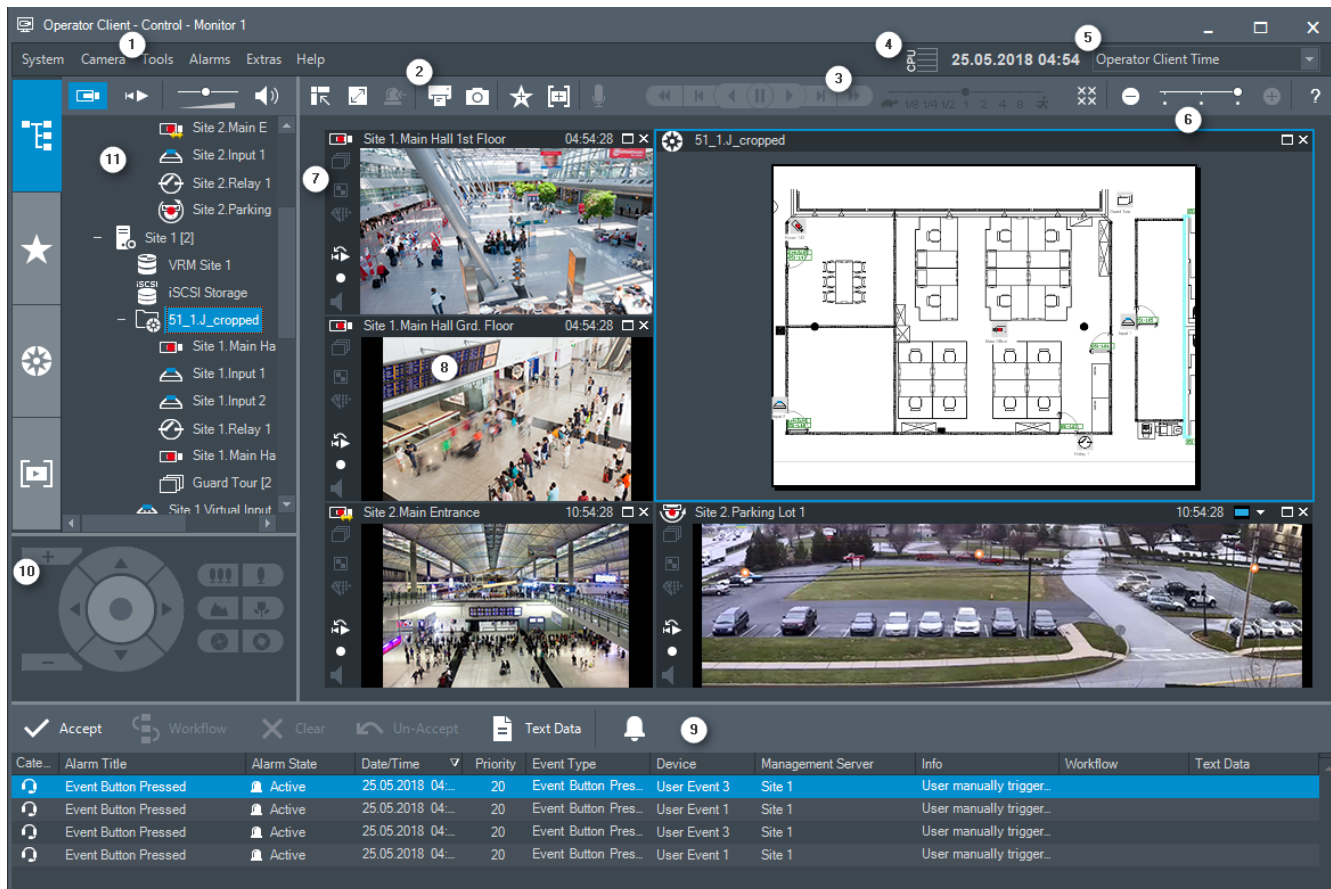 Operator Client - Control - Monitor 1
System Camera Tools Alarms Extras Help
1
2
3
4
CPU
25.05.2018 04:54
5
Operator Client Time
1/8 1/4 1/2 1 2 4 8
6
?
11
Site 2.Main E
Site 2.Input 1
Site 2.Relay 1
Site 2.Parking
Site 1 [2]
VRM Site 1
iSCSI
iSCSI Storage
51_1.J_cropped
Site 1.Main Ha
Site 1.Input 1
Site 1.Input 2
Site 1.Relay 1
Site 1.Main Ha
Guard Tour [2
Site 1.Virtual Input
10
7
Site 1.Main Hall 1st Floor 04:54:28
Site 1.Main Hall Grd. Floor 04:54:28
8
Site 2.Main Entrance 10:54:28
51_1.J_cropped
Guard Tour
Main Office
Input 1
Input 2
Relay 1
Site 2.Parking Lot 1 10:54:28
Accept Workflow Clear Un-Accept Text Data
9
Cate... Alarm Title Alarm State Date/Time Priority Event Type Device Management Server Info Workflow Text Data
Event Button Pressed Active 25.05.2018 04:... 20 Event Button Pres... User Event 3 Site 1 User manually trigger...
Event Button Pressed Active 25.05.2018 04:... 20 Event Button Pres... User Event 1 Site 1 User manually trigger...
Event Button Pressed Active 25.05.2018 04:... 20 Event Button Pres... User Event 3 Site 1 User manually trigger...
Event Button Pressed Active 25.05.2018 04:... 20 Event Button Pres... User Event 1 Site 1 User manually trigger...